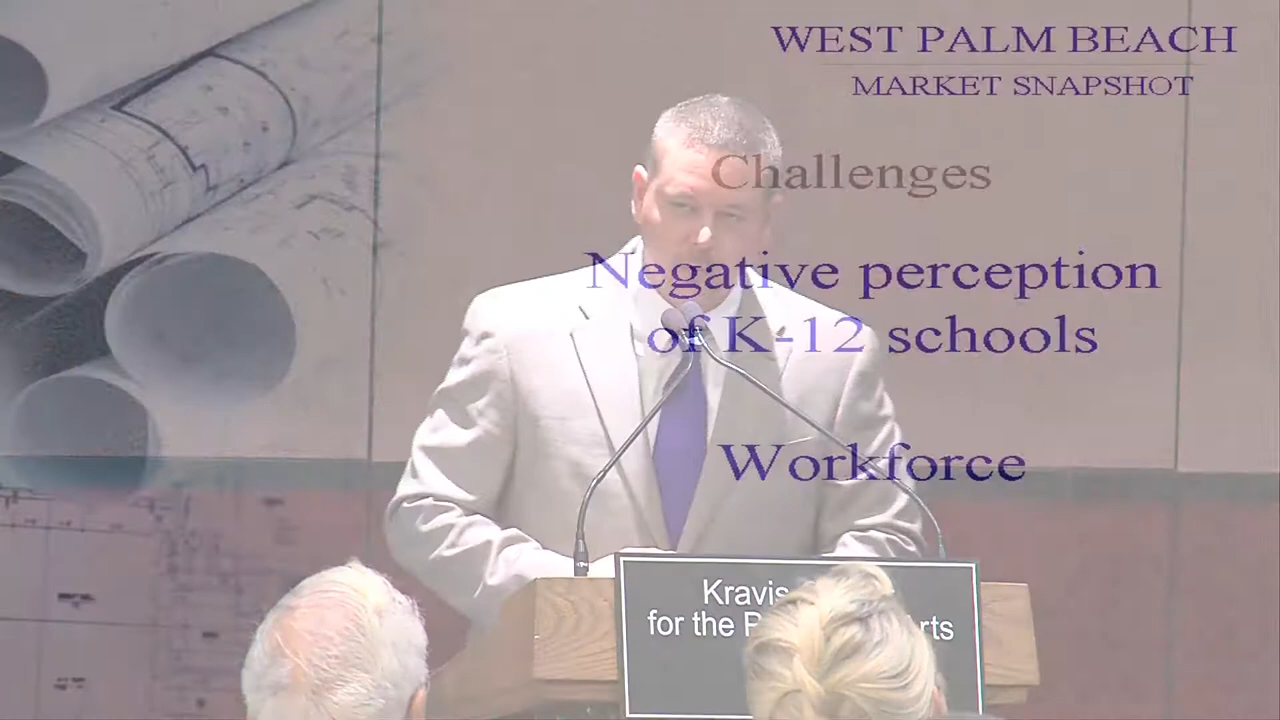 WEST PALM BEACH
MARKET SNAPSHOT
Challenges
Negative perception
of K-12 schools
Workforce
Kravis
for the P rts